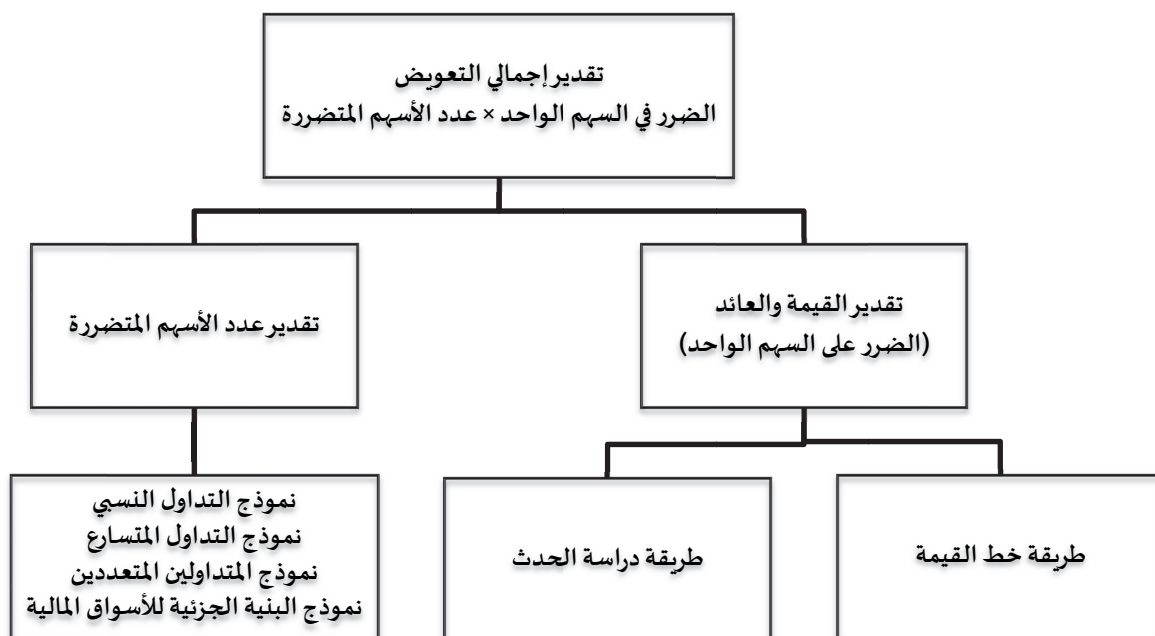 تقدير إجمالي التعويض
الضرر في السهم الواحد × عدد الأسهم المتضررة
تقدير القيمة والعائد
(الضرر على السهم الواحد)
تقدير عدد الأسهم المتضررة
طريقة خط القيمة
طريقة دراسة الحدث
نموذج التداول النسبي
نموذج التداول المتسارع
نموذج المتداولين المتعددين
نموذج البنية الجزئية للأسواق المالية